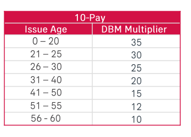 10-Pay
Issue Age DBM Multiplier
0 – 20 35
21 – 25 30
26 – 30 25
31 – 40 20
41 – 50 15
51 – 55 12
56 - 60 10